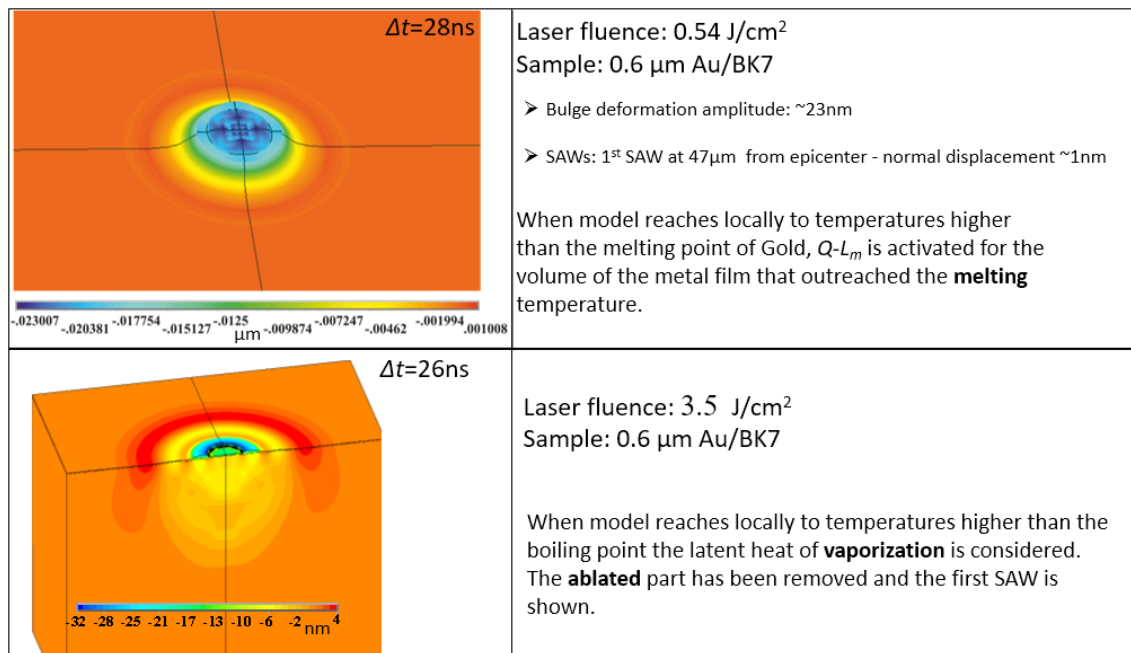 Δt=28ns
-.023007 -.020381 -.017754 -.015127 -.0125 -.009874 -.007247 -.00462 -.001994 .001008
μm
Laser fluence: 0.54 J/cm²
Sample: 0.6 μm Au/BK7
➢ Bulge deformation amplitude: ~23nm
➢ SAWs: 1ˢᵗ SAW at 47μm from epicenter - normal displacement ~1nm
When model reaches locally to temperatures higher
than the melting point of Gold, Q-Lₘ is activated for the
volume of the metal film that outreached the melting
temperature.
Δt=26ns
-32 -28 -25 -21 -17 -13 -10 -6 -2 4
nm
Laser fluence: 3.5 J/cm²
Sample: 0.6 μm Au/BK7
When model reaches locally to temperatures higher than the
boiling point the latent heat of vaporization is considered.
The ablated part has been removed and the first SAW is
shown.